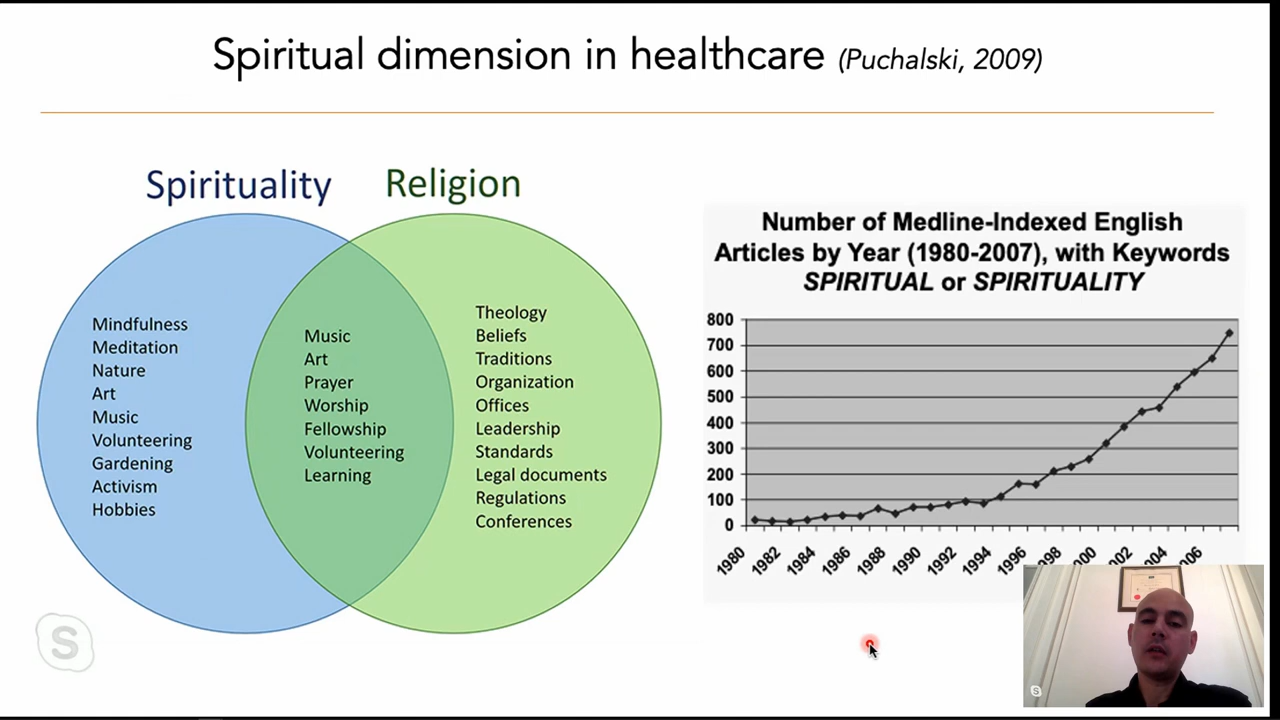 Spiritual dimension in healthcare (Puchalski, 2009)
Spirituality
Religion
Mindfulness
Meditation
Nature
Art
Music
Volunteering
Gardening
Activism
Hobbies
Music
Art
Prayer
Worship
Fellowship
Volunteering
Learning
Theology
Beliefs
Traditions
Organization
Offices
Leadership
Standards
Legal documents
Regulations
Conferences
Number of Medline-Indexed English
Articles by Year (1980-2007), with Keywords
SPIRITUAL or SPIRITUALITY
800
700
600
500
400
300
200
100
0
1980
1982
1984
1986
1988
1990
1992
1994
1996
S